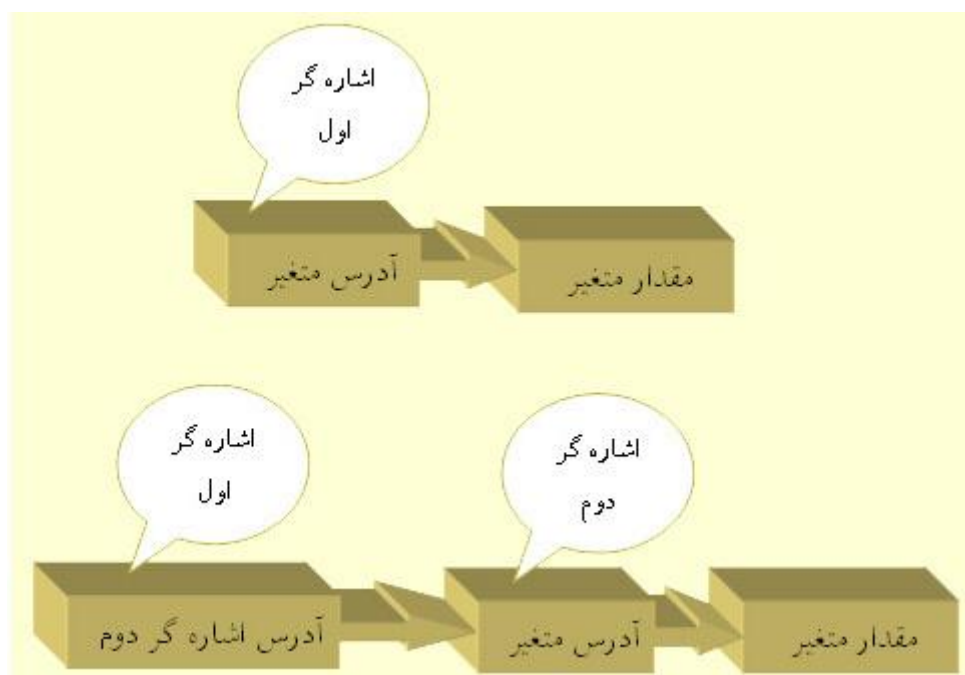 اشاره گر
اول
آدرس متغیر
مقدار متغیر
اشاره گر
اول
اشاره گر
دوم
آدرس اشاره گر دوم
آدرس متغیر
مقدار متغیر